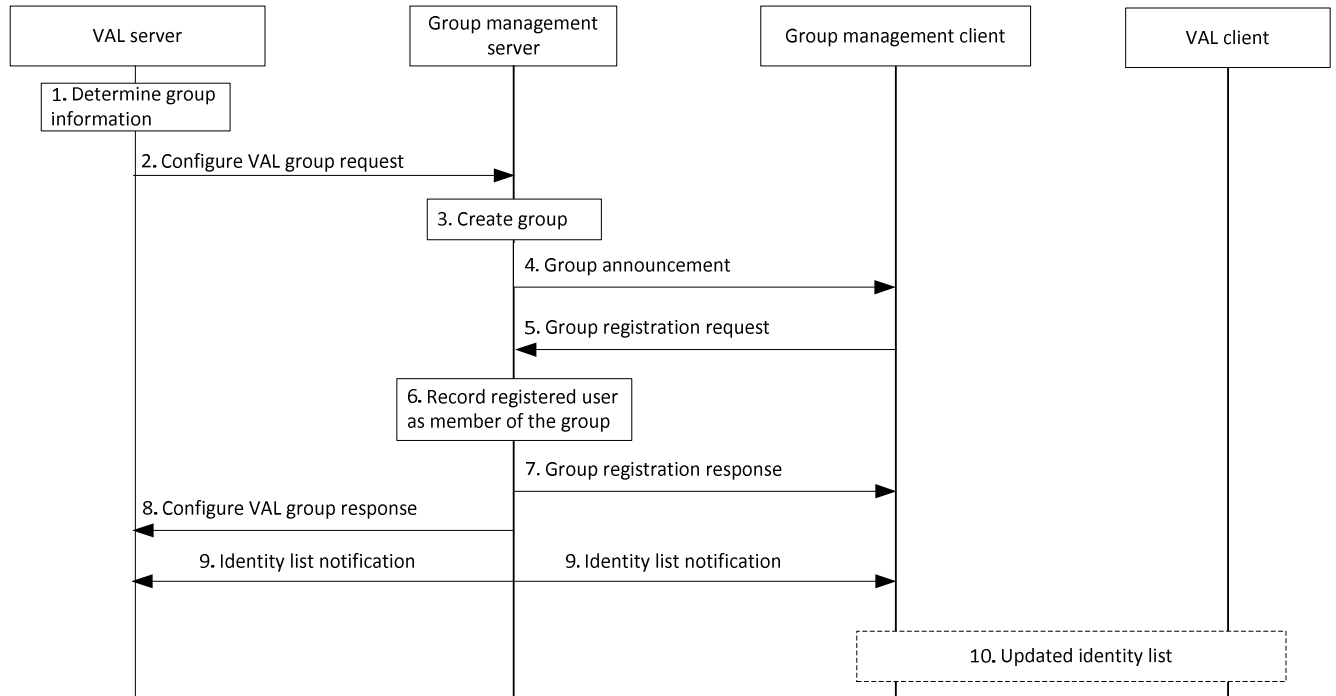 VAL server
Group management
server
Group management client
VAL client
1. Determine group
information
2. Configure VAL group request
3. Create group
4. Group announcement
5. Group registration request
6. Record registered user
as member of the group
7. Group registration response
8. Configure VAL group response
9. Identity list notification
9. Identity list notification
10. Updated identity list